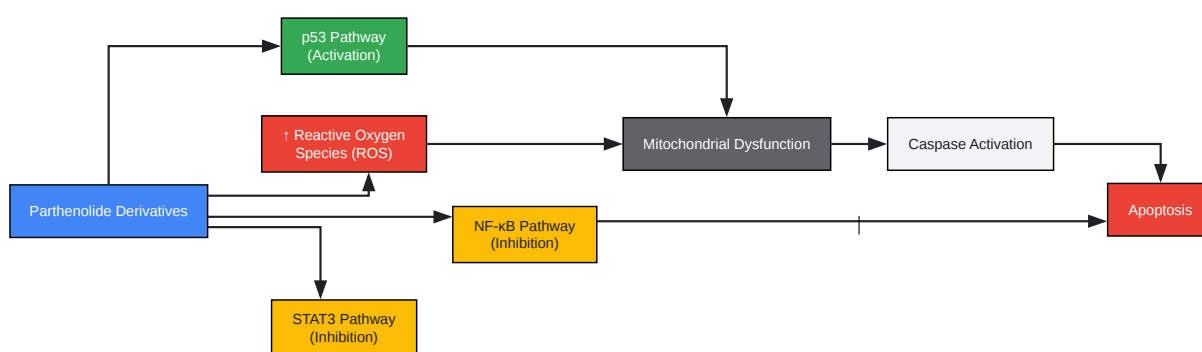 p53 Pathway
(Activation)
↑ Reactive Oxygen
Species (ROS)
Mitochondrial Dysfunction
Caspase Activation
Parthenolide Derivatives
Apoptosis
NF-κB Pathway
(Inhibition)
|
STAT3 Pathway
(Inhibition)